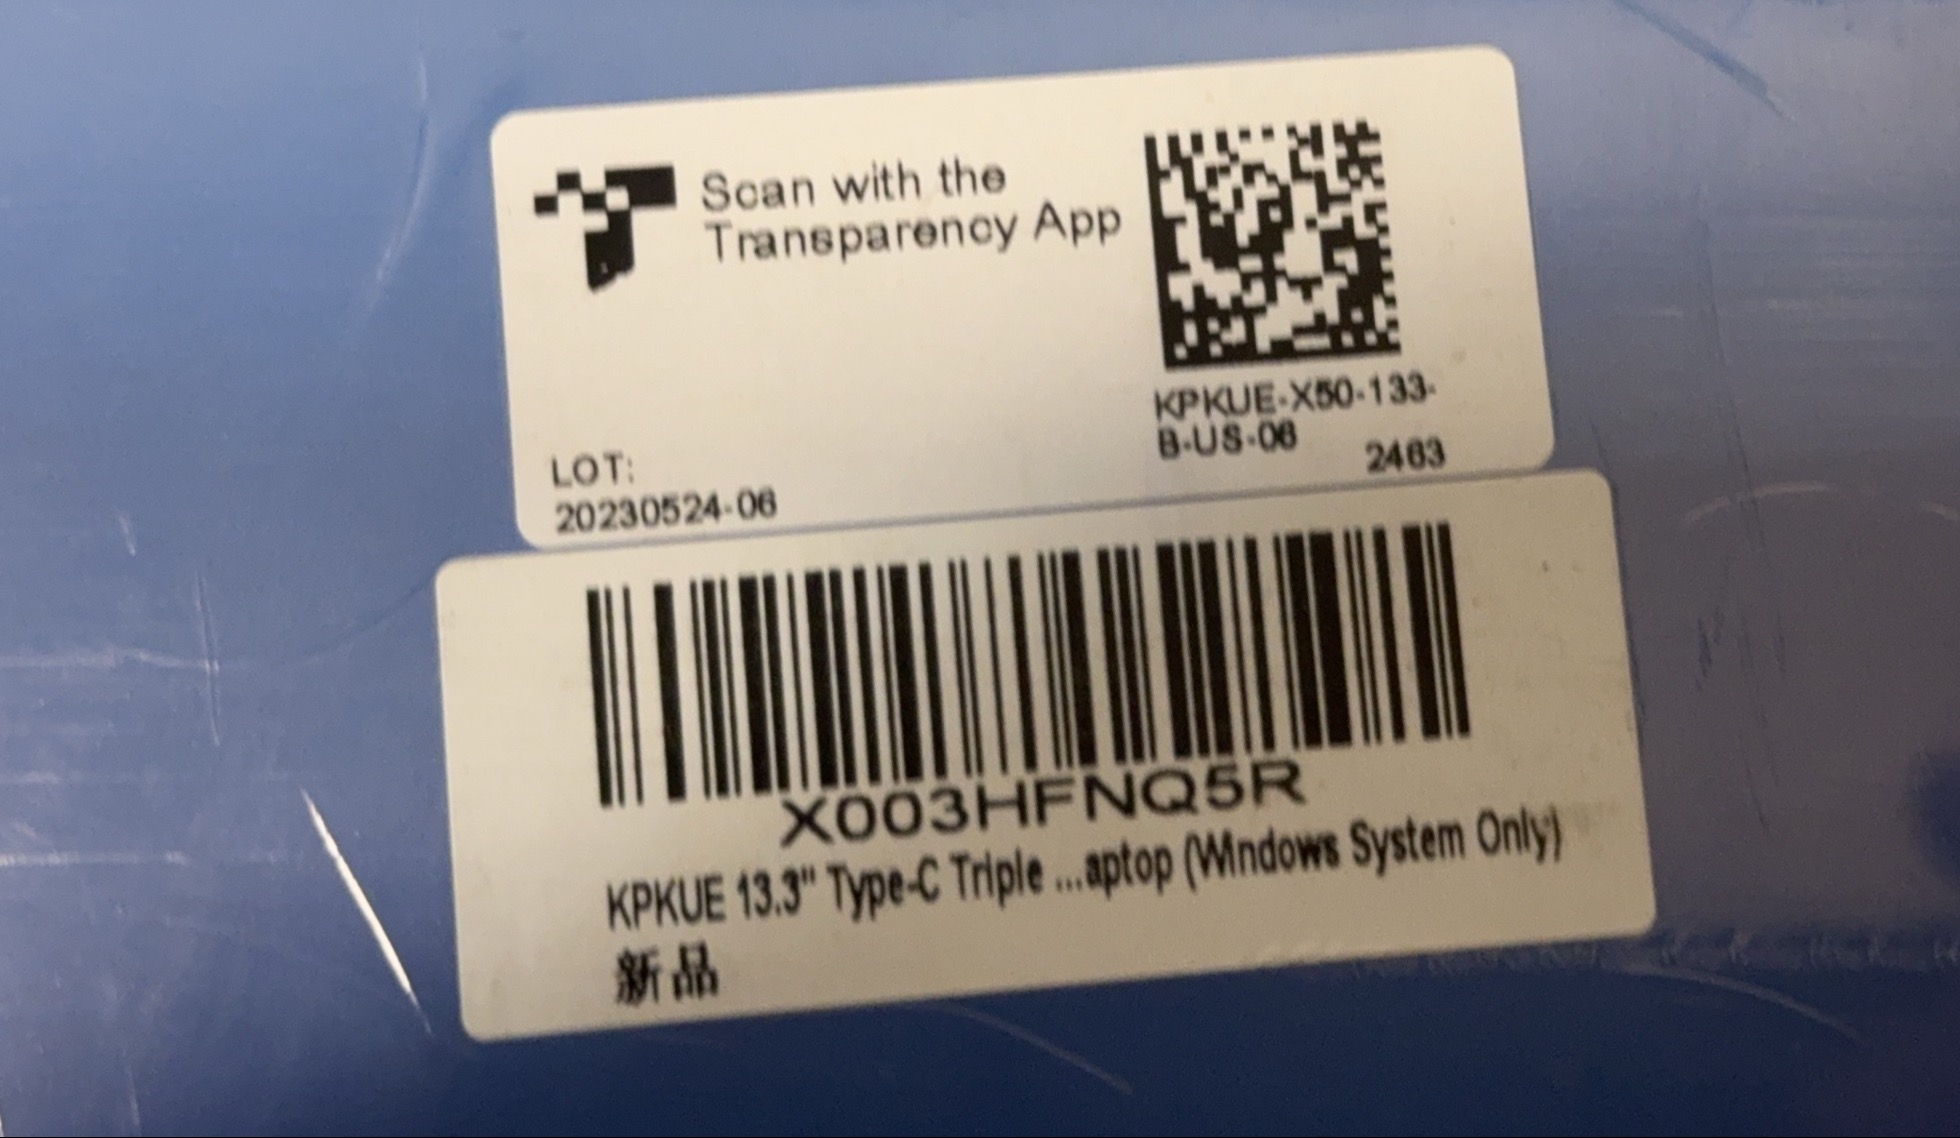 Scan with the
Transparency App
KPKUE-X50-133-
B-US-06
2463
LOT:
20230524-06
X003HFNQ5R
KPKUE 13.3" Type-C Triple ...aptop (Windows System Only)
新品